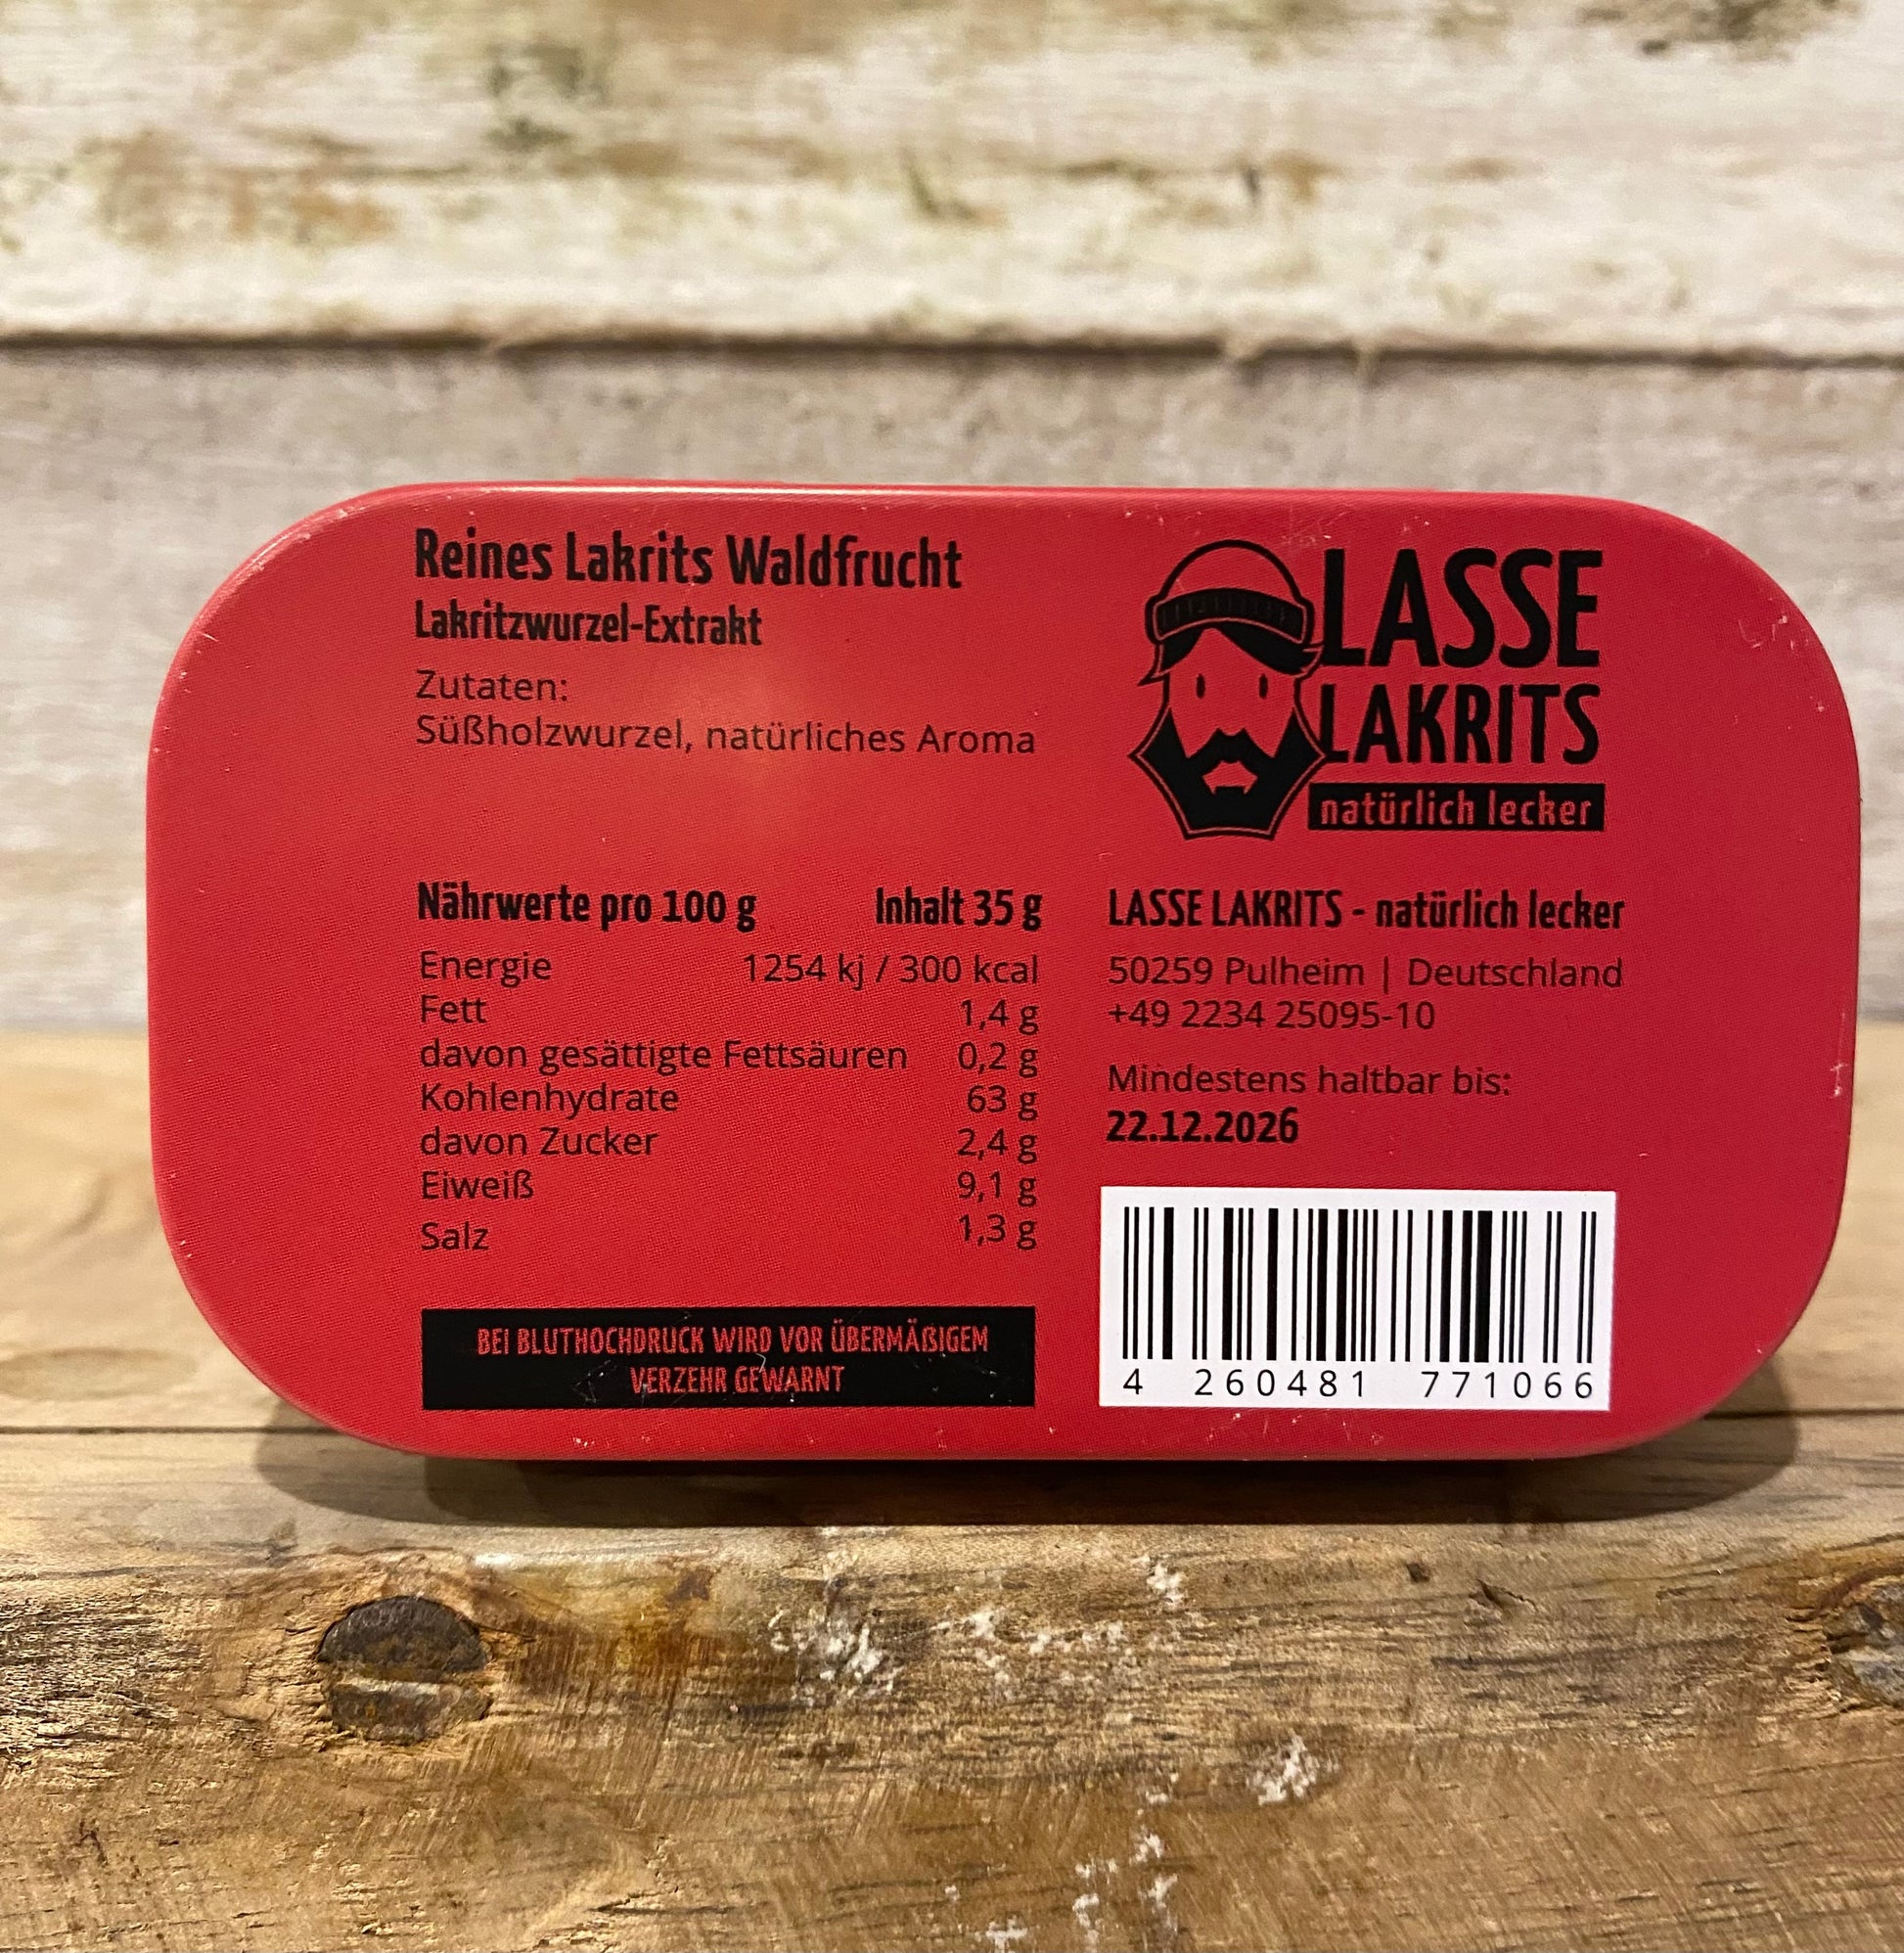 Reines Lakrits Waldfrucht
Lakritzwurzel-Extrakt
Zutaten:
Süßholzwurzel, natürliches Aroma
Nährwerte pro 100 g Inhalt 35 g
Energie 1254 kj / 300 kcal
Fett 1,4 g
davon gesättigte Fettsäuren 0,2 g
Kohlenhydrate 63 g
davon Zucker 2,4 g
Eiweiß 9,1 g
Salz 1,3 g
BEI BLUTHOCHDRUCK WIRD VOR ÜBERMÄßIGEM
VERZEHR GEWARNT
LASSE
LAKRITS
natürlich lecker
LASSE LAKRITS - natürlich lecker
50259 Pulheim | Deutschland
+49 2234 25095-10
Mindestens haltbar bis:
22.12.2026
4 260481 771066